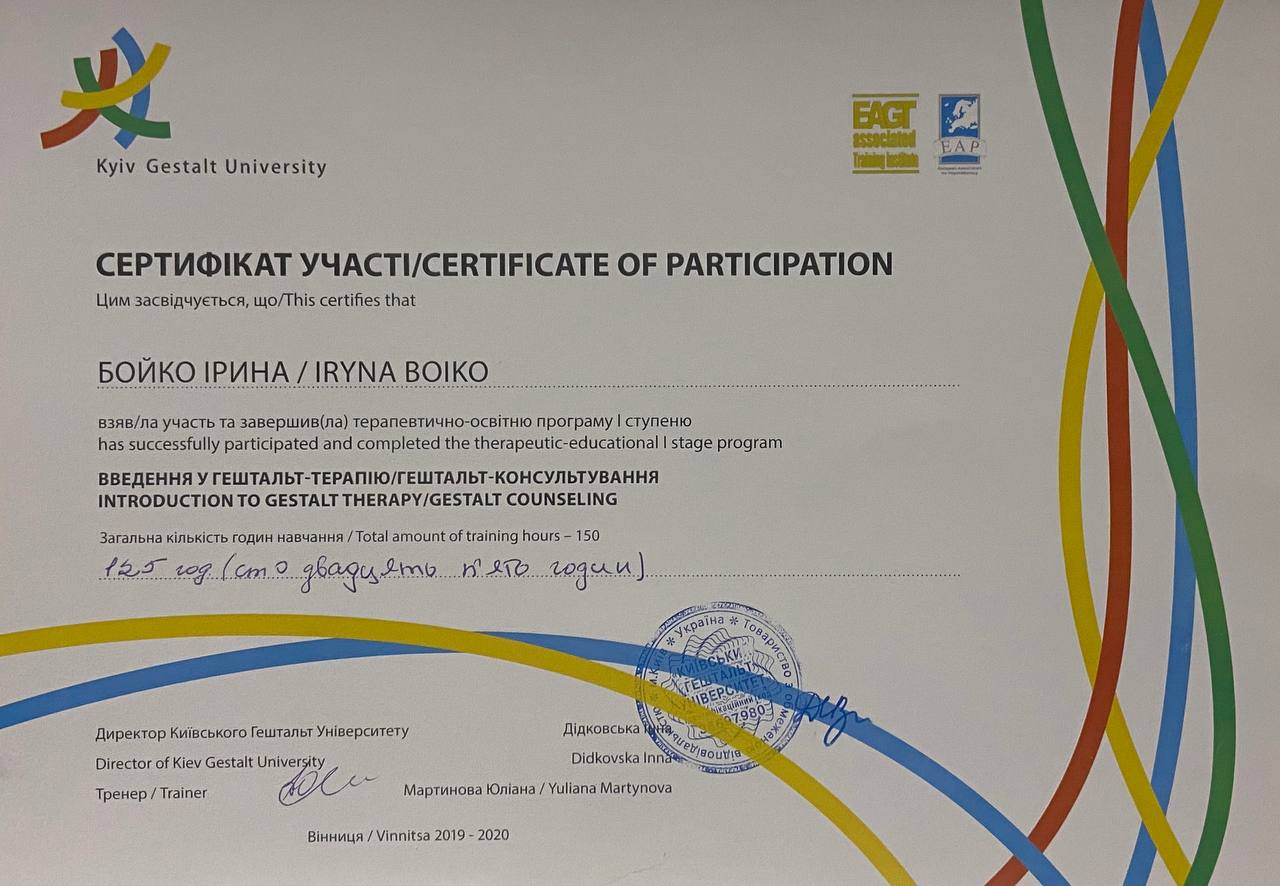 Kyiv Gestalt University
EAGT
associated
Training Institute
EAP
СЕРТИФІКАТ УЧАСТІ/CERTIFICATE OF PARTICIPATION
Цим засвідчується, що/This certifies that
БОЙКО ІРИНА / IRYNA BOIKO
взяв/ла участь та завершив(ла) терапевтично-освітню програму І ступеню
has successfully participated and completed the therapeutic-educational I stage program
ВВЕДЕННЯ У ГЕШТАЛЬТ-ТЕРАПІЮ/ГЕШТАЛЬТ-КОНСУЛЬТУВАННЯ
INTRODUCTION TO GESTALT THERAPY/GESTALT COUNSELING
Загальна кількість годин навчання / Total amount of training hours – 150
125 год (сто двадцять п'ять годин)
Україна * Товариство з обмеженою відповідальністю * м.Київ *
КИЇВСЬКИЙ
ГЕШТАЛЬТ
УНІВЕРСИТЕТ
Директор Київського Гештальт Університету Дідковська Інна
Director of Kiev Gestalt University Didkovska Inna
Тренер / Trainer Мартинова Юліана / Yuliana Martynova
Вінниця / Vinnitsa 2019 - 2020